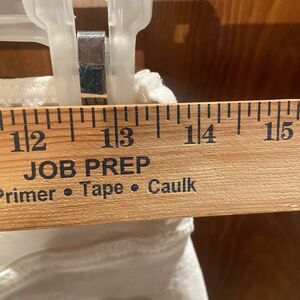 12 13 14 15
JOB PREP
Primer • Tape • Caulk